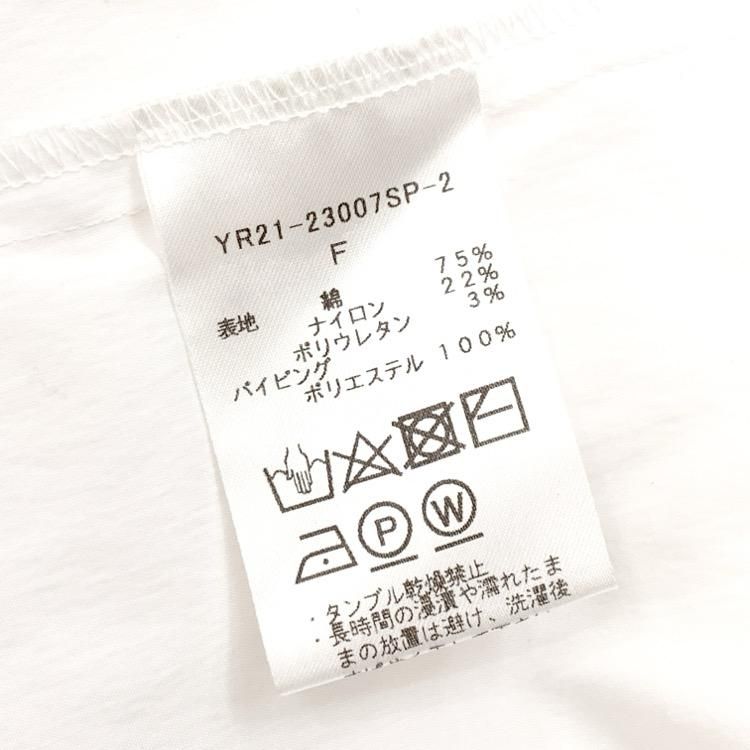 YR21-23007SP-2
F
表地 綿 75%
ナイロン 22%
ポリウレタン 3%
パイピング
ポリエステル 100%
P W
・タンブル乾燥禁止
・長時間の浸漬や濡れたま
まの放置は避け、洗濯後